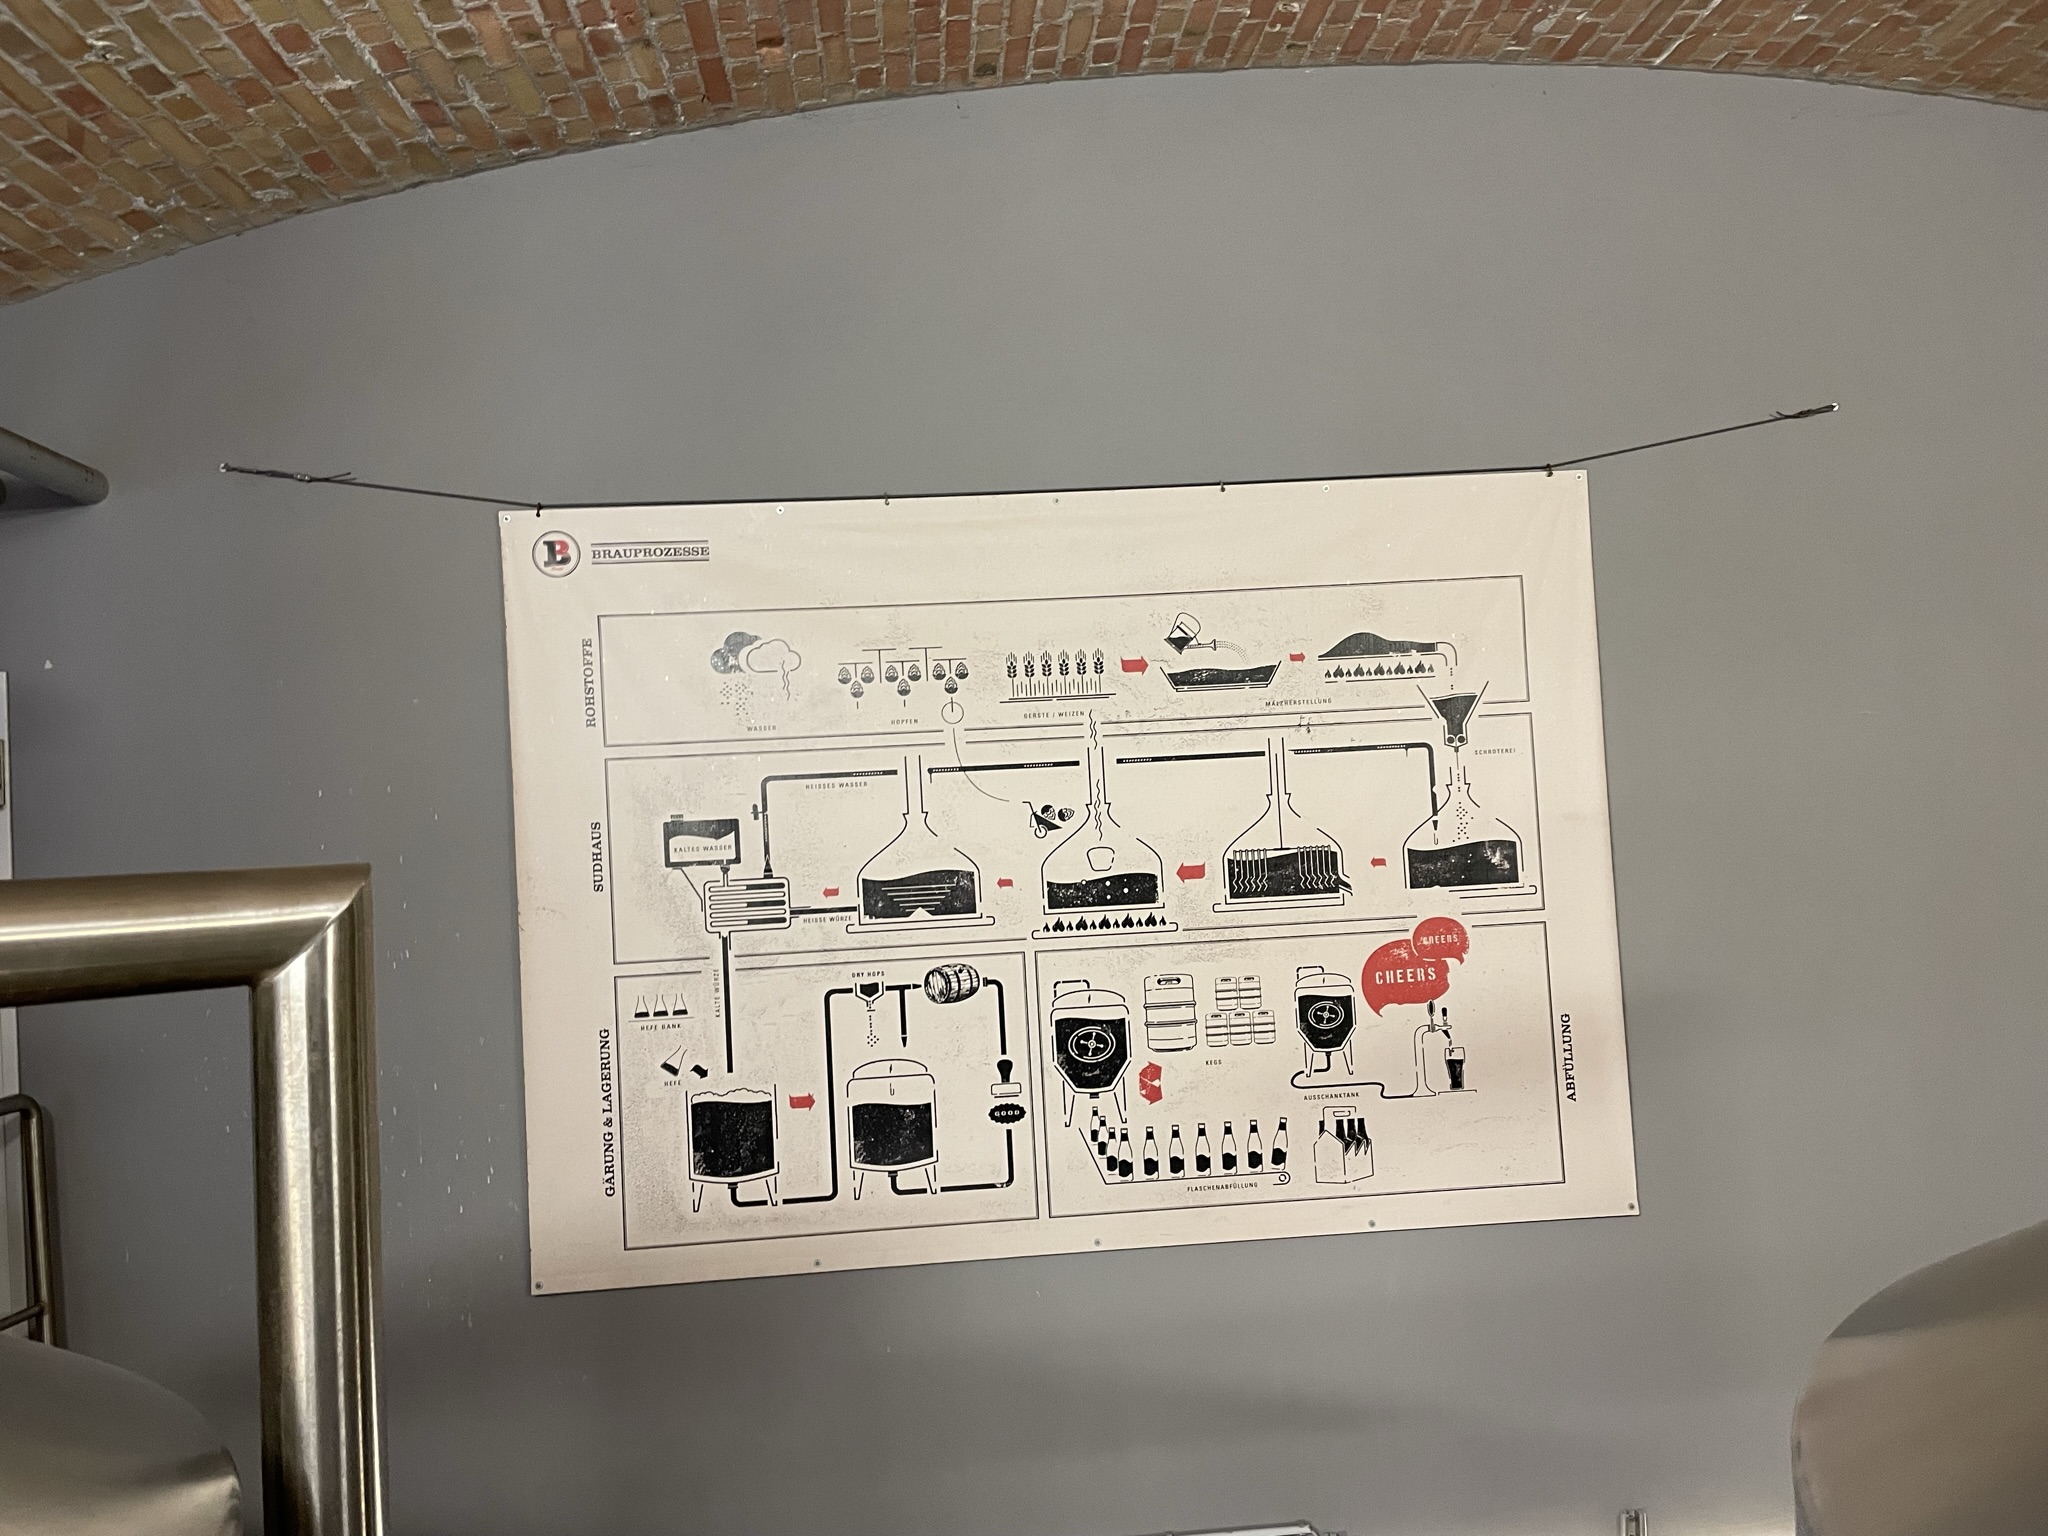 B
BRAUPROZESSE
ROHSTOFFE
WASSER
HOPFEN
GERSTE / WEIZEN
MALZHERSTELLUNG
SCHROTEREI
SUDHAUS
HEISSES WASSER
KALTES WASSER
HEISSE WÜRZE
KALTE WÜRZE
GÄRUNG & LAGERUNG
HEFE BANK
HEFE
DRY HOPS
GOOD
ABFÜLLUNG
KEGS
AUSSCHANKTANK
FLASCHENABFÜLLUNG
CHEERS
CHEERS